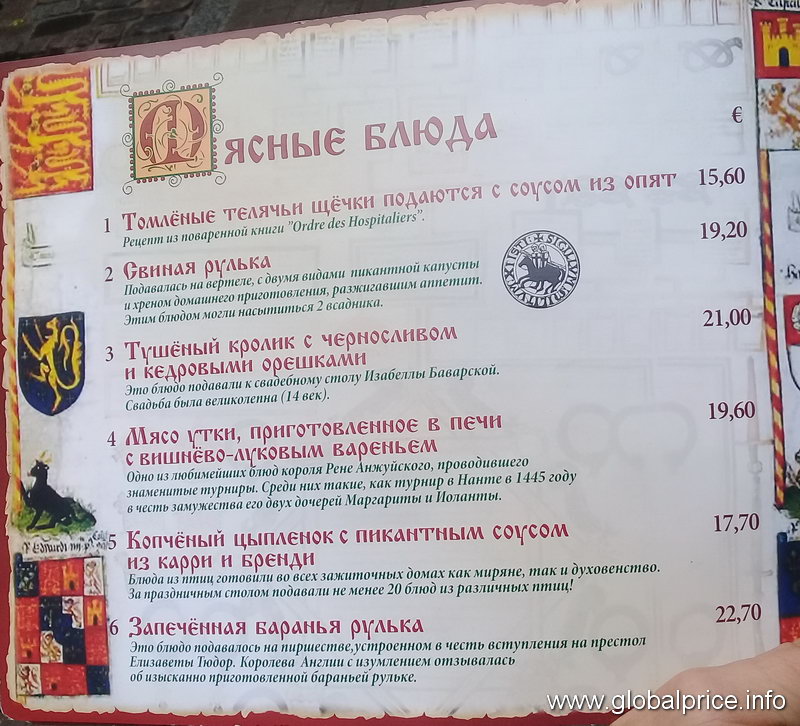 €
Мясные блюда
1 Томлёные телячьи щёчки подаются с соусом из опят 15,60
Рецепт из поваренной книги "Ordre des Hospitaliers".
2 Свиная рулька 19,20
Подавалась на вертеле, с двумя видами пикантной капусты
и хреном домашнего приготовления, разжигавшим аппетит.
Этим блюдом могли насытиться 2 всадника.
3 Тушёный кролик с черносливом 21,00
и кедровыми орешками
Это блюдо подавали к свадебному столу Изабеллы Баварской.
Свадьба была великолепна (14 век).
4 Мясо утки, приготовленное в печи 19,60
с вишнёво-луковым вареньем
Одно из любимейших блюд короля Рене Анжуйского, проводившего
знаменитые турниры. Среди них такие, как турнир в Нанте в 1445 году
в честь замужества его двух дочерей Маргариты и Иоланты.
5 Копчёный цыпленок с пикантным соусом 17,70
из карри и бренди
Блюда из птиц готовили во всех зажиточных домах как миряне, так и духовенство.
За праздничным столом подавали не менее 20 блюд из различных птиц!
6 Запечённая баранья рулька 22,70
Это блюдо подавалось на пиршестве,устроенном в честь вступления на престол
Елизаветы Тюдор. Королева Англии с изумлением отзывалась
об изысканно приготовленной бараньей рульке.
www.globalprice.info